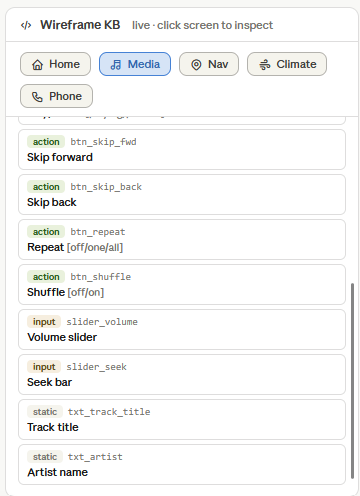 Wireframe KB live · click screen to inspect
Home Media Nav Climate
Phone
action btn_skip_fwd
Skip forward
action btn_skip_back
Skip back
action btn_repeat
Repeat [off/one/all]
action btn_shuffle
Shuffle [off/on]
input slider_volume
Volume slider
input slider_seek
Seek bar
static txt_track_title
Track title
static txt_artist
Artist name